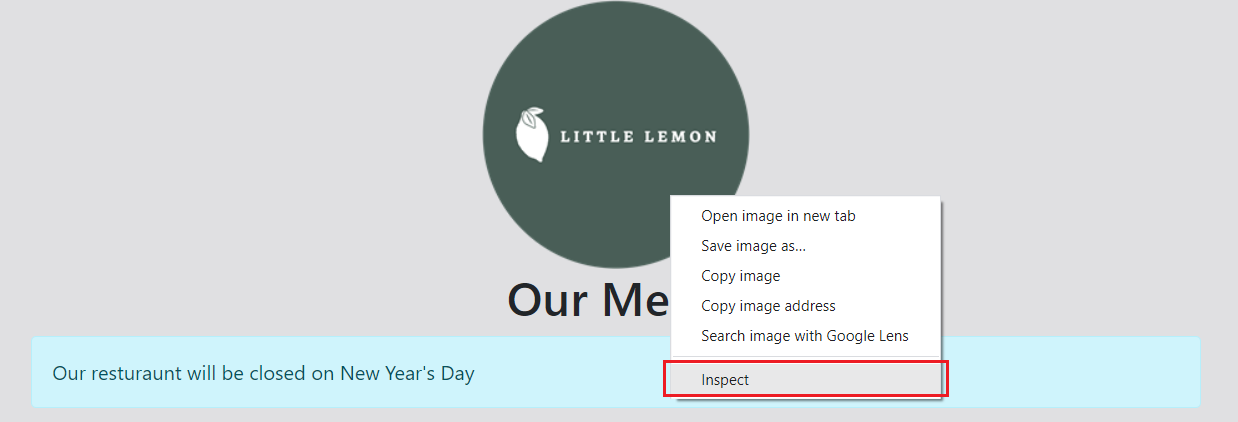 LITTLE LEMON
Open image in new tab
Save image as...
Copy image
Copy image address
Search image with Google Lens
Inspect
Our Me
Our resturaunt will be closed on New Year's Day